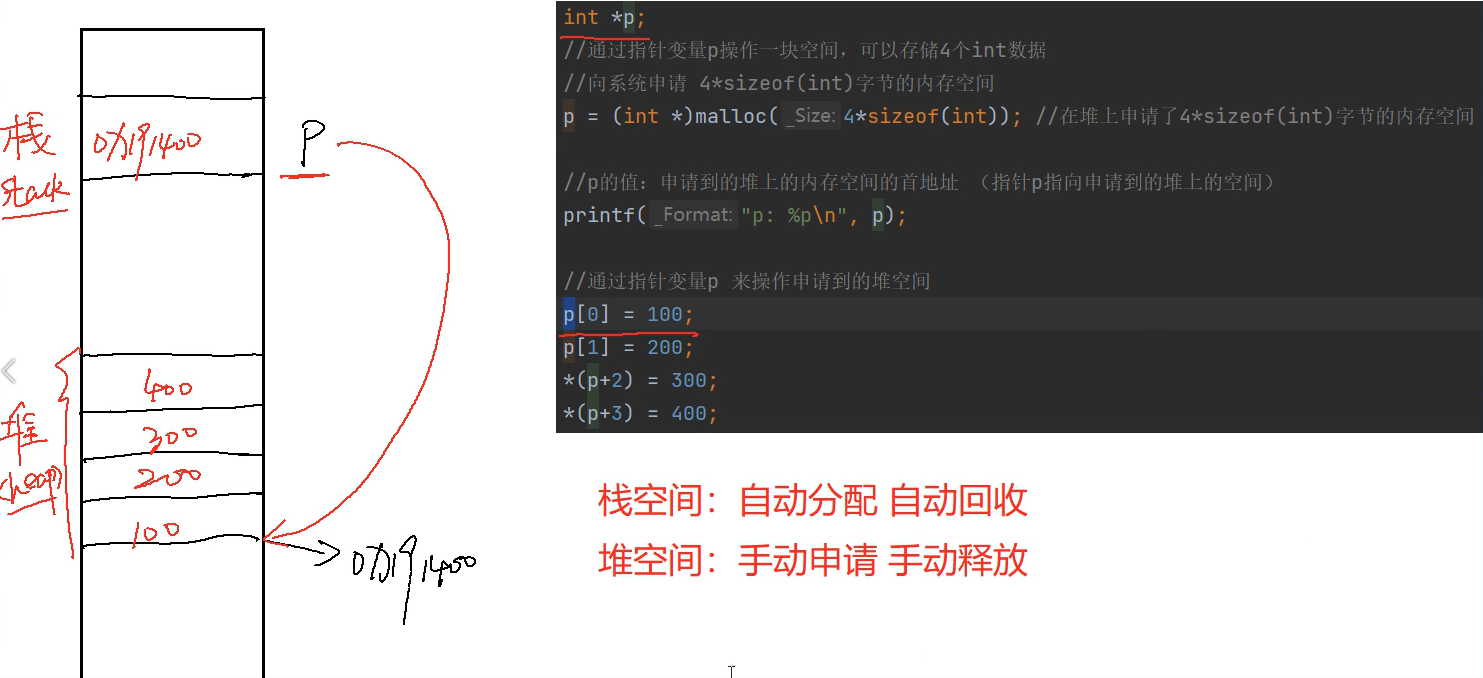 栈
stack
0x191400
P
堆
(heap)
400
300
200
100
0x191400
int *p;
//通过指针变量p操作一块空间，可以存储4个int数据
//向系统申请 4*sizeof(int)字节的内存空间
p = (int *)malloc( _Size: 4*sizeof(int)); //在堆上申请了4*sizeof(int)字节的内存空间
//p的值：申请到的堆上的内存空间的首地址 （指针p指向申请到的堆上的空间）
printf( _Format: "p: %p\n", p);
//通过指针变量p 来操作申请到的堆空间
p[0] = 100;
p[1] = 200;
*(p+2) = 300;
*(p+3) = 400;
栈空间：自动分配 自动回收
堆空间：手动申请 手动释放